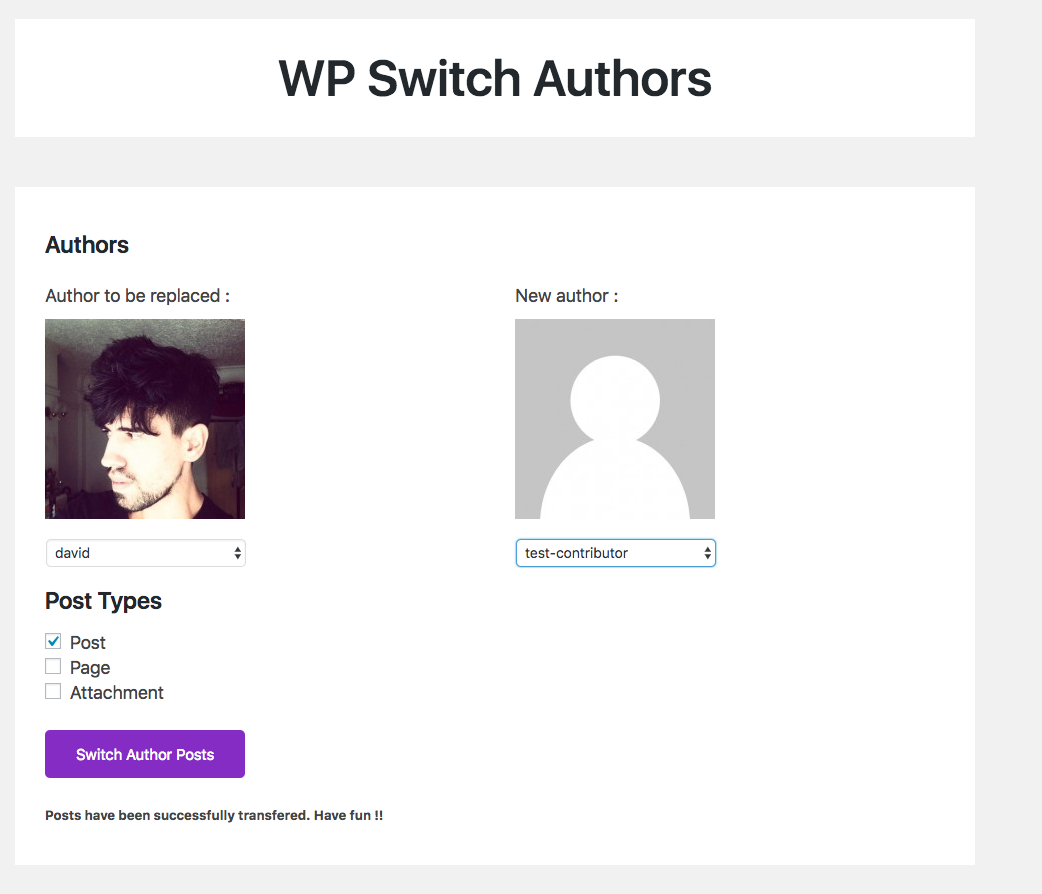 WP Switch Authors
Authors
Author to be replaced :
New author :
david
test-contributor
Post Types
Post
Page
Attachment
Switch Author Posts
Posts have been successfully transfered. Have fun !!